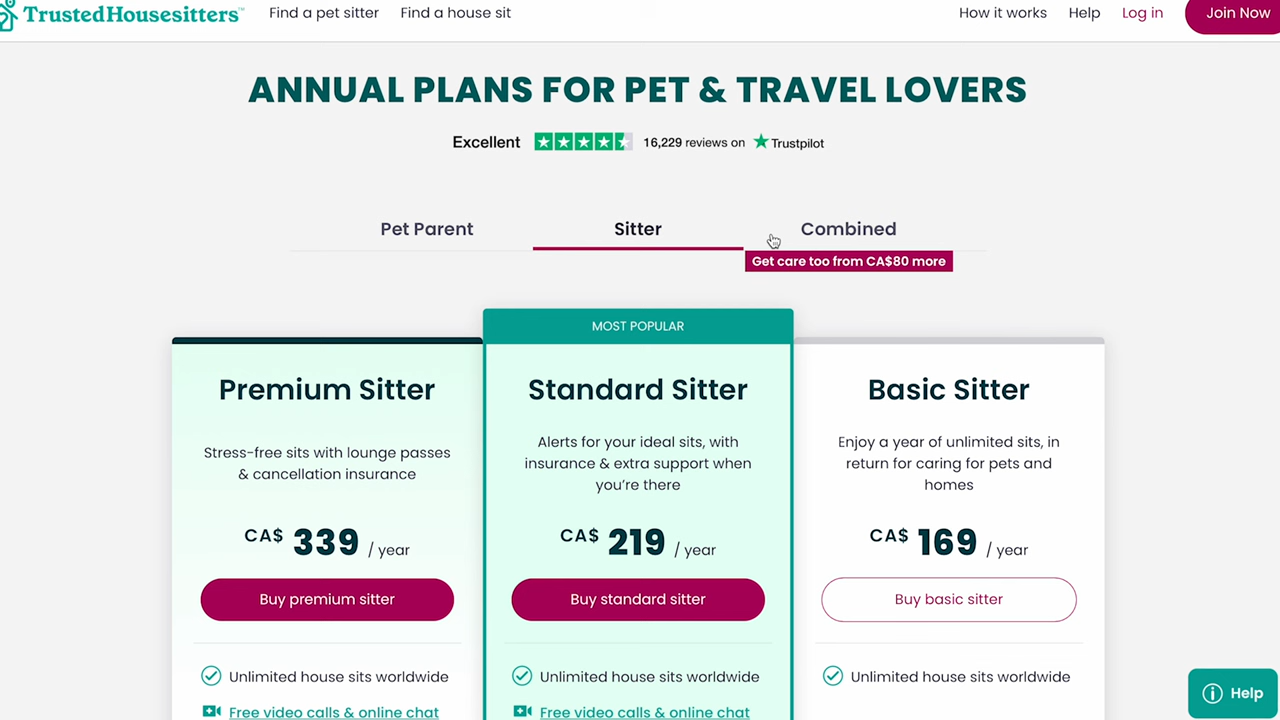 TrustedHousesitters™ Find a pet sitter Find a house sit How it works Help Log in Join Now
ANNUAL PLANS FOR PET & TRAVEL LOVERS
Excellent 16,229 reviews on Trustpilot
Pet Parent Sitter Combined
Get care too from CA$80 more
MOST POPULAR
Premium Sitter
Stress-free sits with lounge passes
& cancellation insurance
CA$ 339 / year
Buy premium sitter
Unlimited house sits worldwide
Free video calls & online chat
Standard Sitter
Alerts for your ideal sits, with
insurance & extra support when
you're there
CA$ 219 / year
Buy standard sitter
Unlimited house sits worldwide
Free video calls & online chat
Basic Sitter
Enjoy a year of unlimited sits, in
return for caring for pets and
homes
CA$ 169 / year
Buy basic sitter
Unlimited house sits worldwide
Help